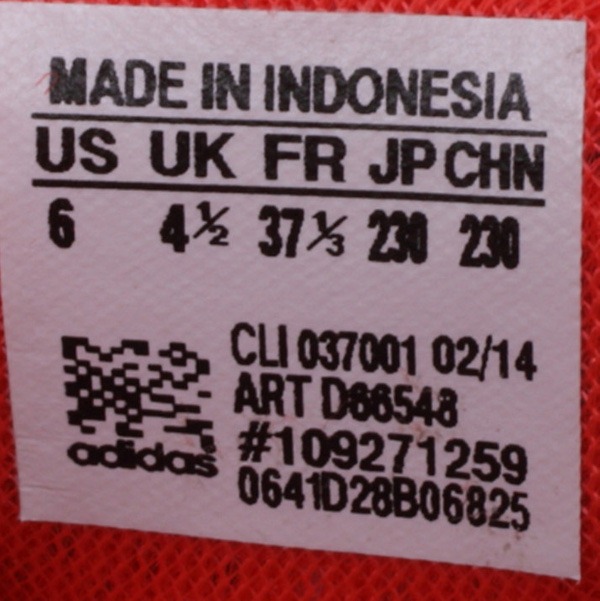 MADE IN INDONESIA
US UK FR JP CHN
6 4½ 37⅓ 230 230
CLI 037001 02/14
ART D66548
#109271259
0641D28B06825
adidas